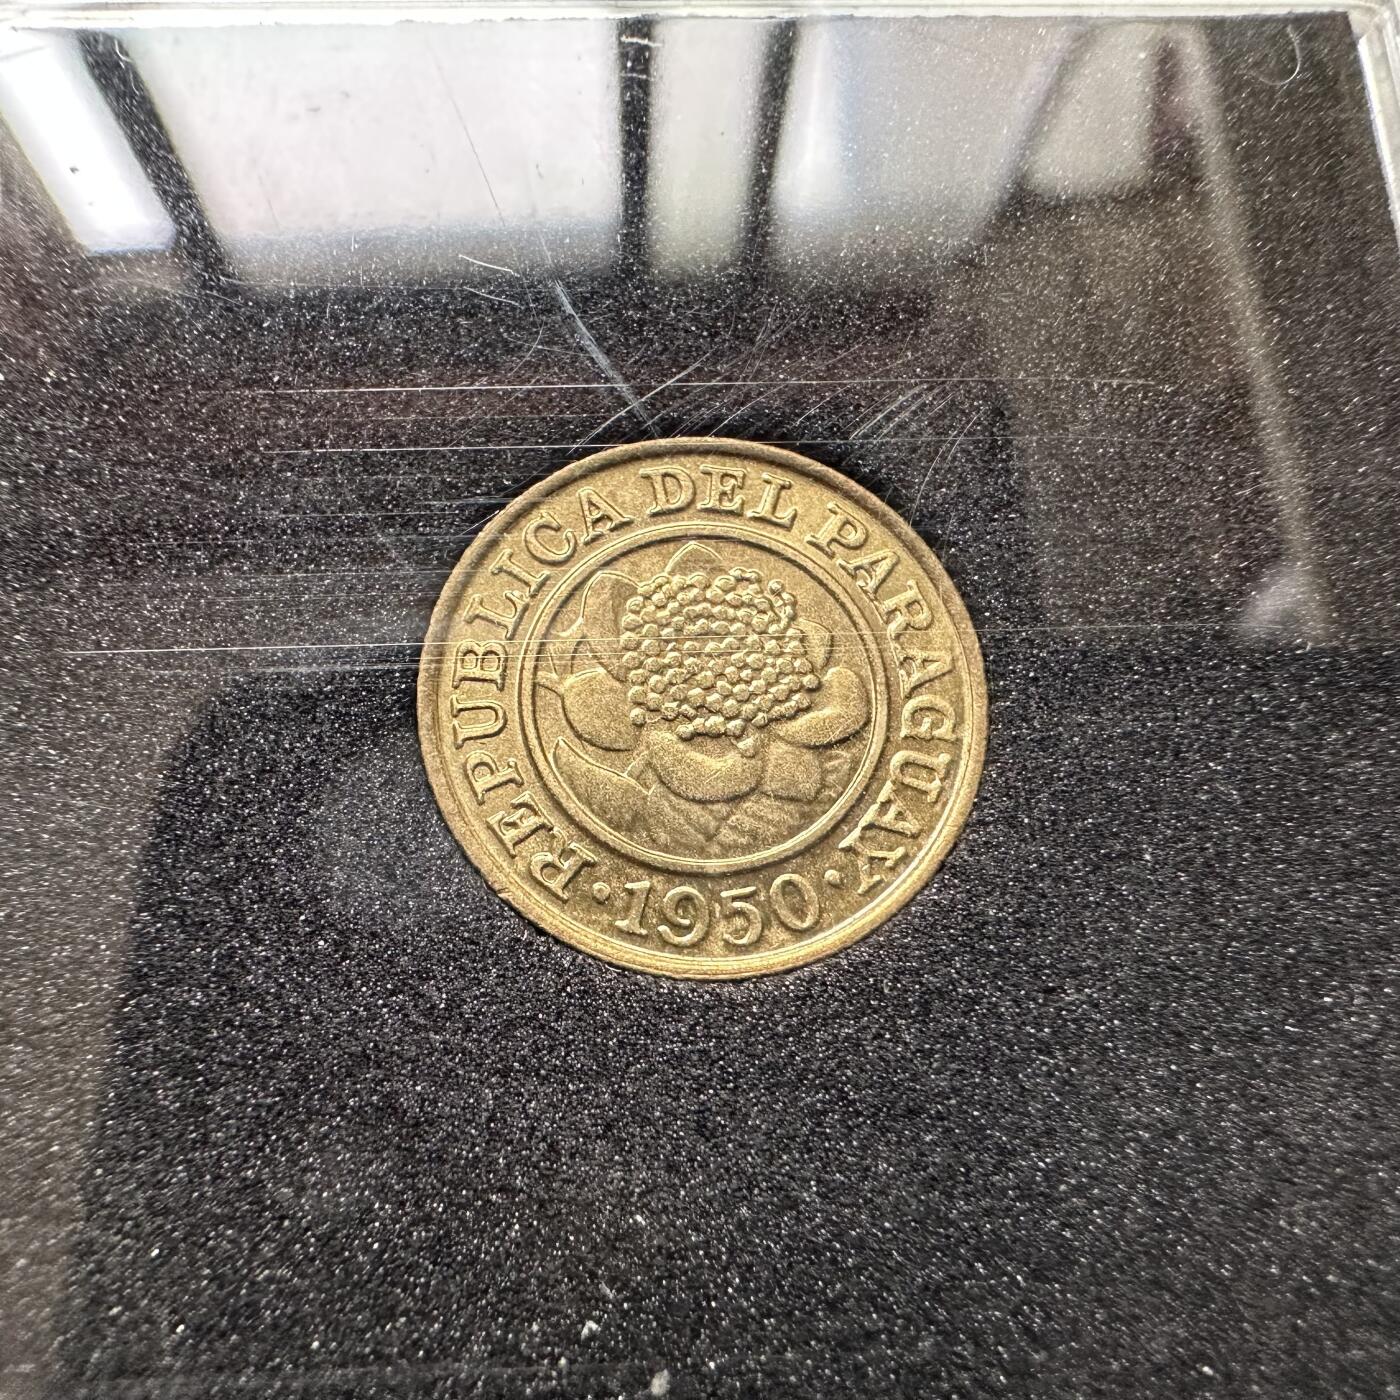 REPUBLICA DEL PARAGUAY
· 1950 ·